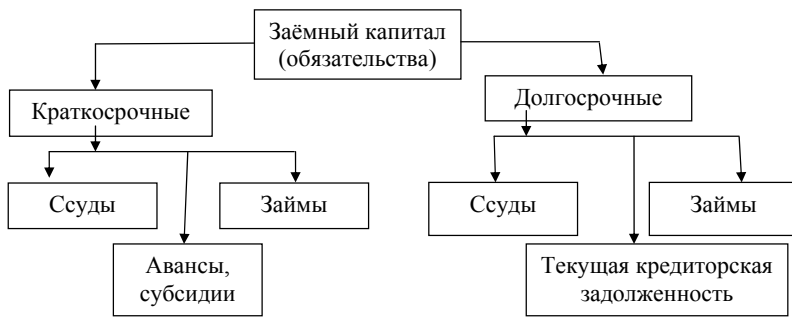 Заёмный капитал
(обязательства)
Краткосрочные
Долгосрочные
Ссуды
Займы
Ссуды
Займы
Авансы,
субсидии
Текущая кредиторская
задолженность